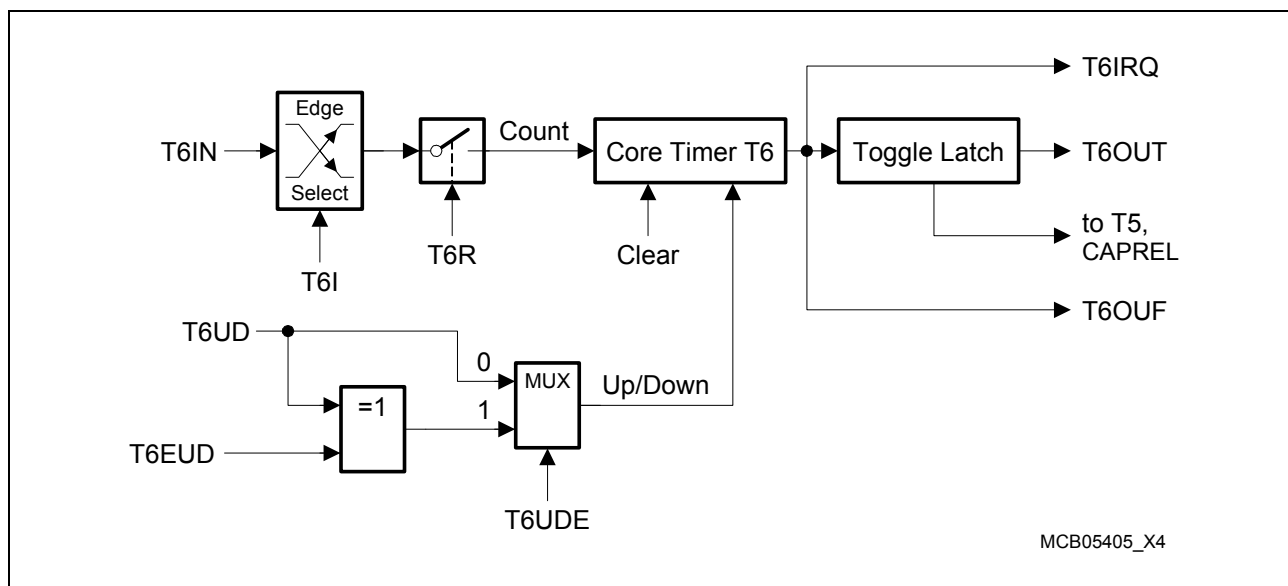 T6IRQ
Edge
Count
T6IN
Core Timer T6
Toggle Latch
T6OUT
Select
to T5,
CAPREL
T6R
Clear
T6I
T6OUF
T6UD
0
MUX
Up/Down
=1
1
T6EUD
T6UDE
MCB05405_X4